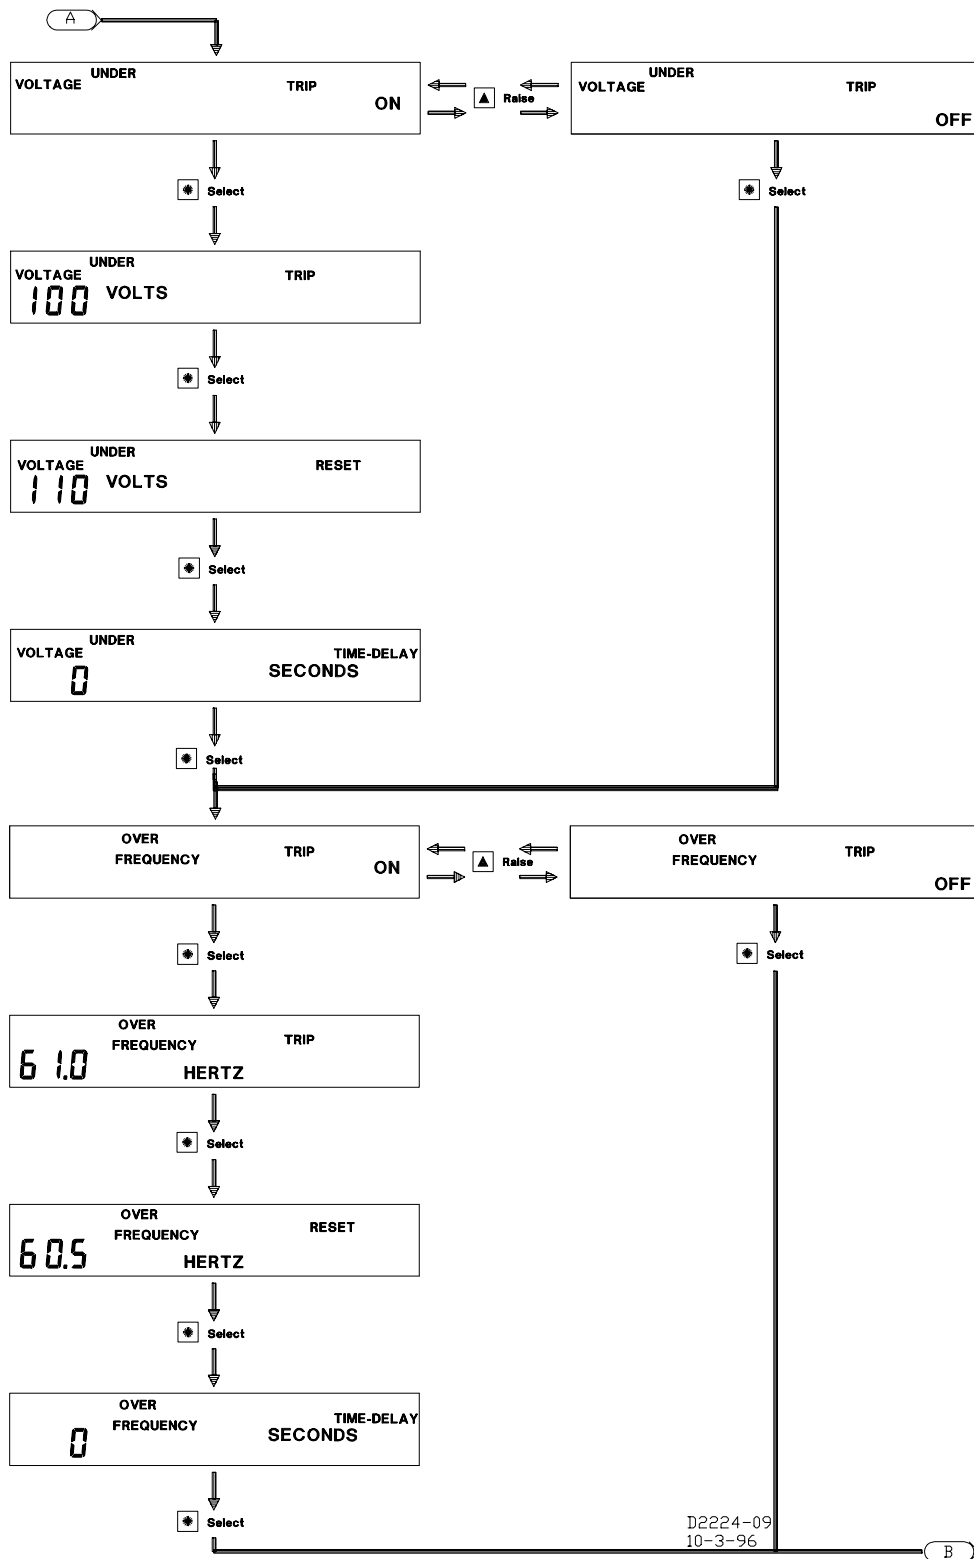 A
UNDER
VOLTAGE TRIP
ON
Raise
UNDER
VOLTAGE TRIP
OFF
Select
Select
UNDER
VOLTAGE TRIP
100 VOLTS
Select
UNDER
VOLTAGE RESET
110 VOLTS
Select
UNDER
VOLTAGE TIME-DELAY
0 SECONDS
Select
OVER
FREQUENCY TRIP
ON
Raise
OVER
FREQUENCY TRIP
OFF
Select
Select
OVER
FREQUENCY TRIP
61.0 HERTZ
Select
OVER
FREQUENCY RESET
60.5 HERTZ
Select
OVER
FREQUENCY TIME-DELAY
0 SECONDS
Select
D2224-09
10-3-96
B